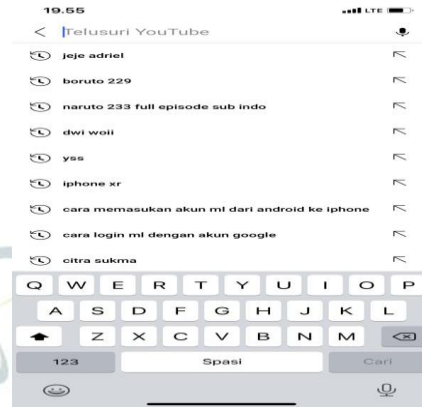 19.55
LTE
Telusuri YouTube
jeje adriel
boruto 229
naruto 233 full episode sub indo
dwi woii
yss
iphone xr
cara memasukan akun ml dari android ke iphone
cara login ml dengan akun google
citra sukma
Q W E R T Y U I O P
A S D F G H J K L
Z X C V B N M
123 Spasi Cari